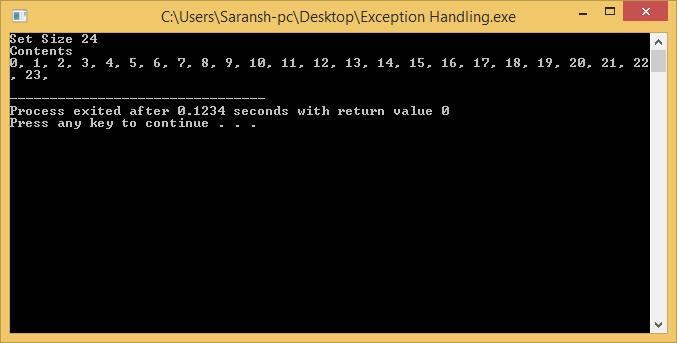 C:\Users\Saransh-pc\Desktop\Exception Handling.exe
Set Size 24
Contents
0, 1, 2, 3, 4, 5, 6, 7, 8, 9, 10, 11, 12, 13, 14, 15, 16, 17, 18, 19, 20, 21, 22
, 23,
--------------------------------
Process exited after 0.1234 seconds with return value 0
Press any key to continue . . .